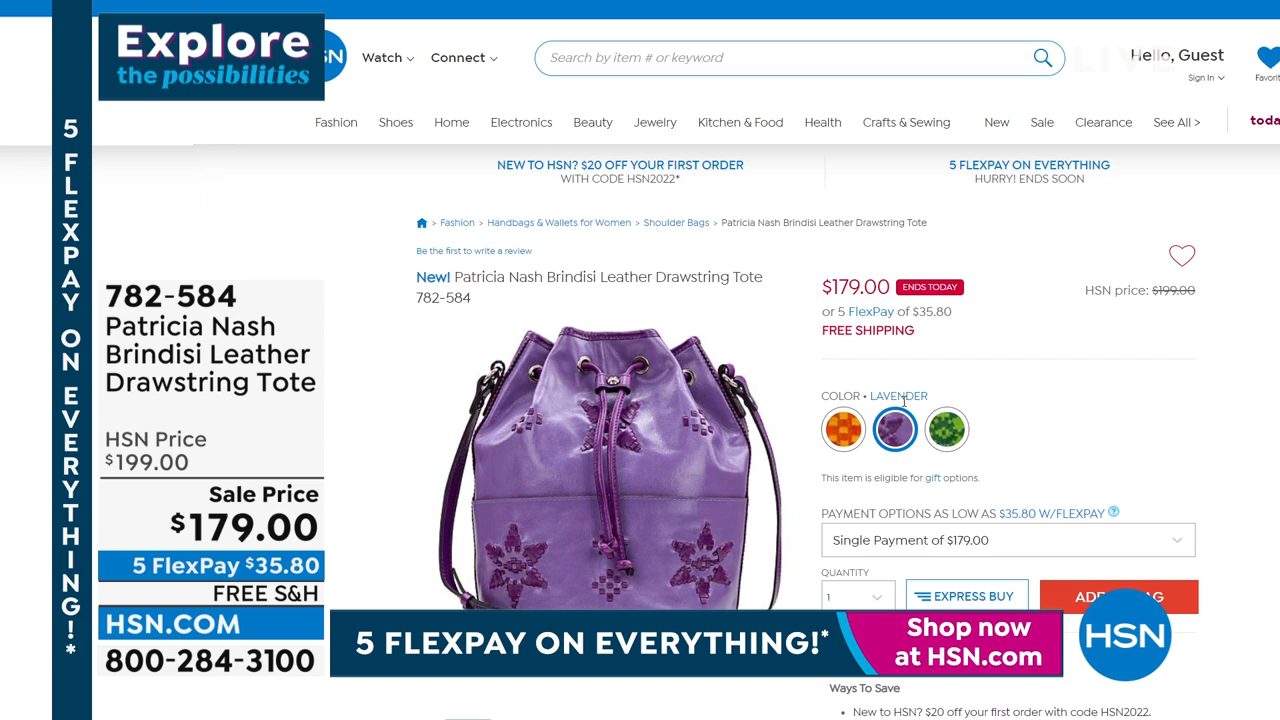 Explore
the possibilities
5 FLEXPAY ON EVERYTHING!*
782-584
Patricia Nash
Brindisi Leather
Drawstring Tote
HSN Price
$199.00
Sale Price
$179.00
5 FlexPay $35.80
FREE S&H
HSN.COM
800-284-3100
Watch
Connect
Search by item # or keyword
LIVE
Hello, Guest
Sign In
Fashion
Shoes
Home
Electronics
Beauty
Jewelry
Kitchen & Food
Health
Crafts & Sewing
New
Sale
Clearance
See All >
NEW TO HSN? $20 OFF YOUR FIRST ORDER
WITH CODE HSN2022*
5 FLEXPAY ON EVERYTHING
HURRY! ENDS SOON
> Fashion > Handbags & Wallets for Women > Shoulder Bags > Patricia Nash Brindisi Leather Drawstring Tote
Be the first to write a review
New! Patricia Nash Brindisi Leather Drawstring Tote
782-584
$179.00 ENDS TODAY
HSN price: $199.00
or 5 FlexPay of $35.80
FREE SHIPPING
COLOR • LAVENDER
This item is eligible for gift options.
PAYMENT OPTIONS AS LOW AS $35.80 W/FLEXPAY ?
Single Payment of $179.00
QUANTITY
1
EXPRESS BUY
5 FLEXPAY ON EVERYTHING!*
Shop now
at HSN.com
HSN
Ways To Save
• New to HSN? $20 off your first order with code HSN2022.